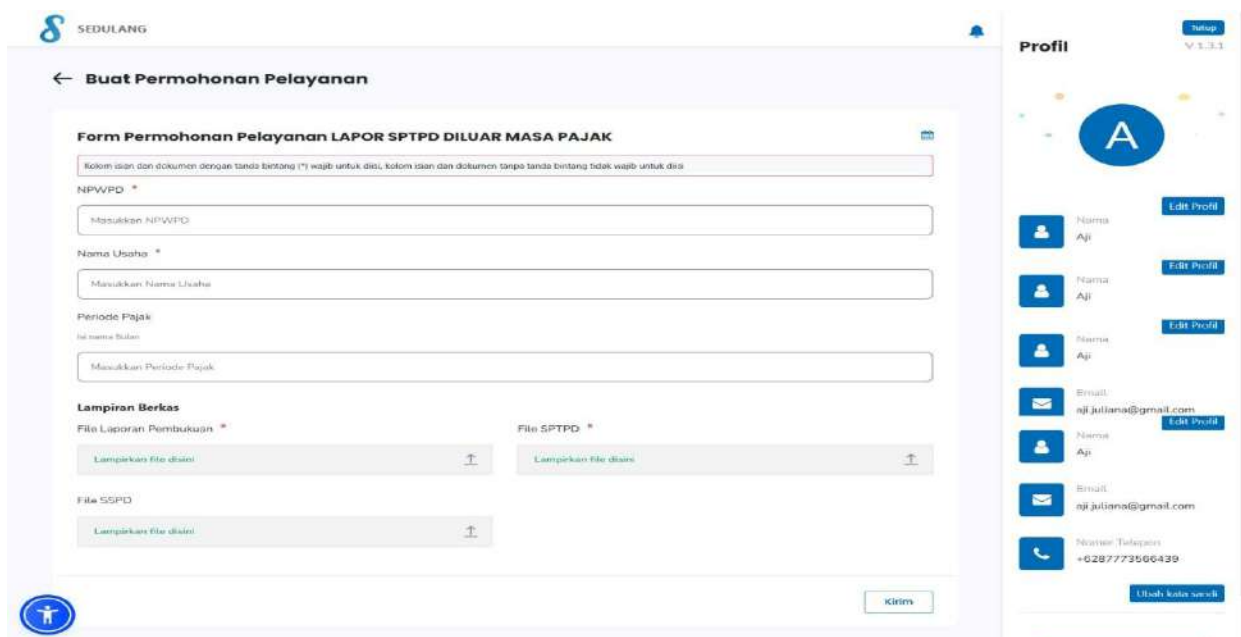 SEDULANG
Buat Permohonan Pelayanan
Form Permohonan Pelayanan LAPOR SPTPD DILUAR MASA PAJAK
Kolom isian dan dokumen dengan tanda bintang (*) wajib untuk diisi, kolom isian dan dokumen tanpa tanda bintang tidak wajib untuk diisi
NPWPD *
Masukkan NPWPD
Nama Usaha *
Masukkan Nama Usaha
Periode Pajak
Isi nama Bulan
Masukkan Periode Pajak
Lampiran Berkas
File Laporan Pembukuan *
Lampirkan file disini
File SPTPD *
Lampirkan file disini
File SSPD
Lampirkan file disini
Kirim
Tutup
Profil
V 1.3.1
A
Edit Profil
Nama
Aji
Edit Profil
Nama
Aji
Edit Profil
Nama
Aji
Email
aji.juliana@gmail.com
Edit Profil
Nama
Aji
Email
aji.juliana@gmail.com
Nomer Telepon
+6287773566439
Ubah kata sandi